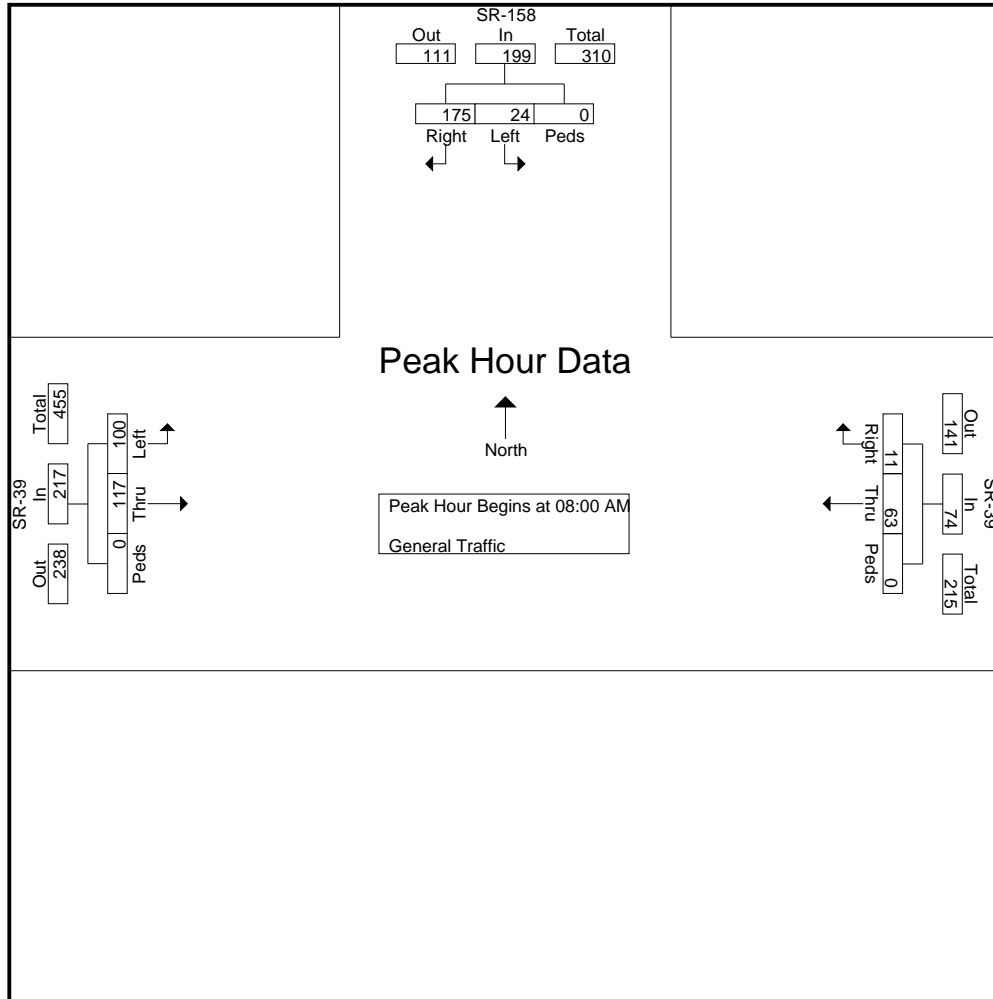 SR-158
Out In Total
111 199 310
175 24 0
Right Left Peds
Peak Hour Data
North
Peak Hour Begins at 08:00 AM
General Traffic
SR-39
Out In Total
238 217 455
Left Thru Peds
100 117 0
SR-39
Out In Total
141 74 215
Right Thru Peds
11 63 0